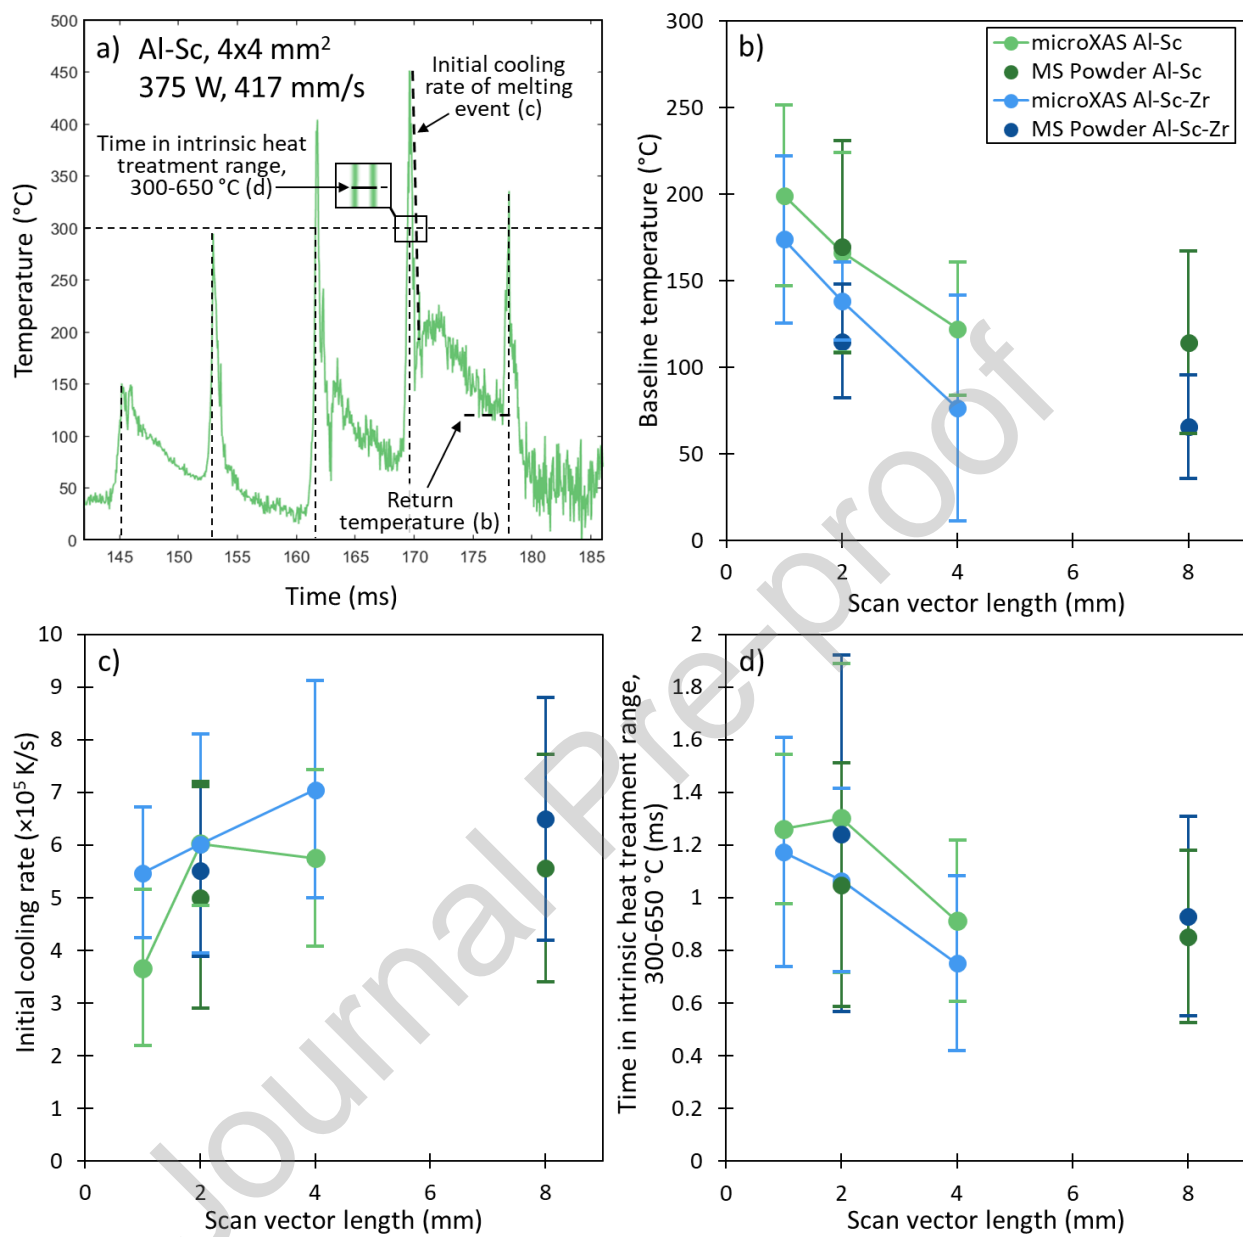 a) Al-Sc, 4x4 mm²
375 W, 417 mm/s
Initial cooling
rate of melting
event (c)
Time in intrinsic heat
treatment range,
300-650 °C (d)
Return
temperature (b)
Temperature (°C)
500
450
400
350
300
250
200
150
100
50
0
145 150 155 160 165 170 175 180 185
Time (ms)
b)
microXAS Al-Sc
MS Powder Al-Sc
microXAS Al-Sc-Zr
MS Powder Al-Sc-Zr
Baseline temperature (°C)
300
250
200
150
100
50
0
0 2 4 6 8
Scan vector length (mm)
c)
Initial cooling rate (×10⁵ K/s)
10
9
8
7
6
5
4
3
2
1
0
0 2 4 6 8
Scan vector length (mm)
d)
Time in intrinsic heat treatment range,
300-650 °C (ms)
2
1.8
1.6
1.4
1.2
1
0.8
0.6
0.4
0.2
0
0 2 4 6 8
Scan vector length (mm)
Journal Pre-proof